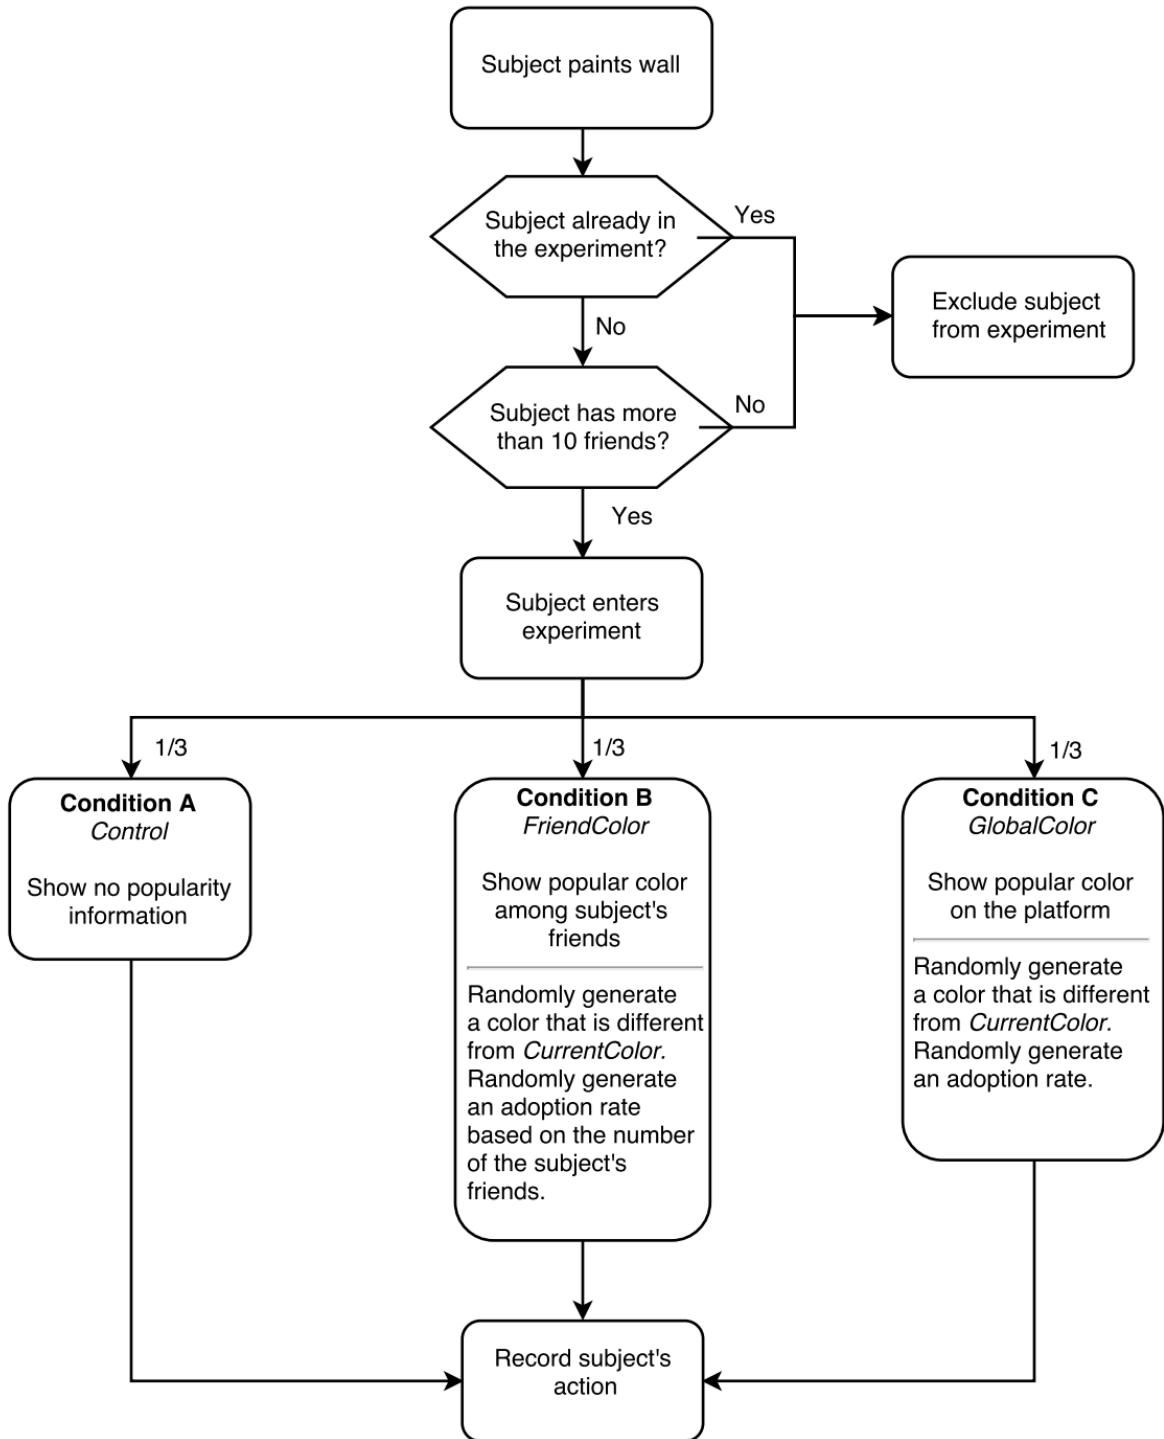 Subject paints wall
Subject already in
the experiment?
Yes
No
Exclude subject
from experiment
Subject has more
than 10 friends?
No
Yes
Subject enters
experiment
1/3
1/3
1/3
Condition A
Control
Show no popularity
information
Condition B
FriendColor
Show popular color
among subject's
friends
Randomly generate
a color that is different
from CurrentColor.
Randomly generate
an adoption rate
based on the number
of the subject's
friends.
Condition C
GlobalColor
Show popular color
on the platform
Randomly generate
a color that is different
from CurrentColor.
Randomly generate
an adoption rate.
Record subject's
action